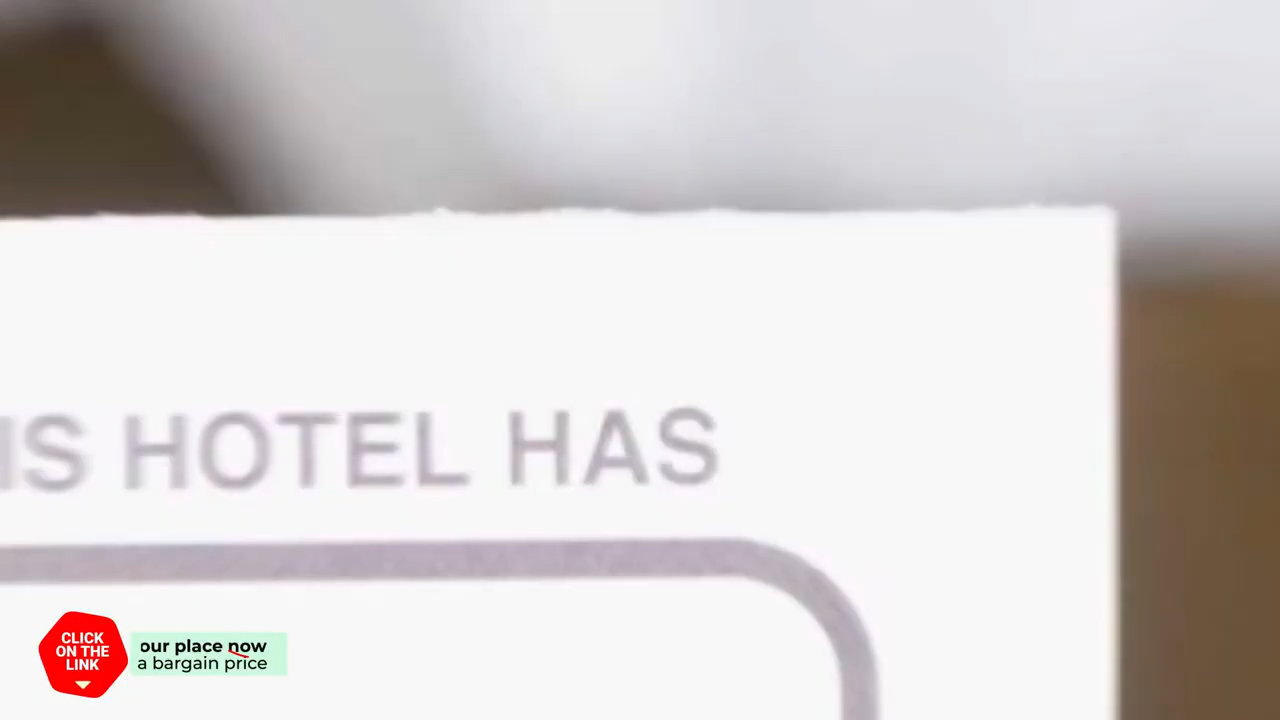 IS HOTEL HAS
CLICK
ON THE
LINK
our place now
a bargain price